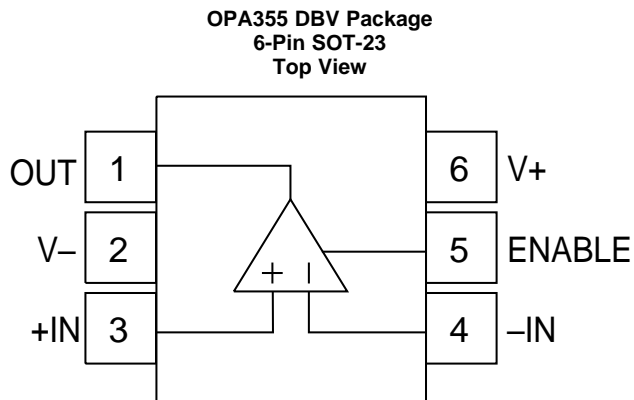 OPA355 DBV Package
6-Pin SOT-23
Top View
OUT 1 6 V+
V– 2 5 ENABLE
+ –
+IN 3 4 –IN